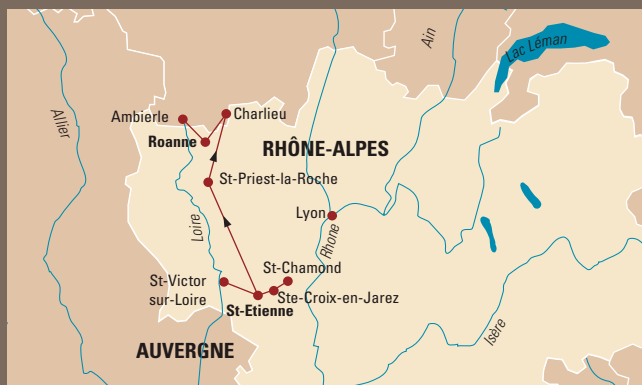 Ain
Lac Léman
Allier
Ambierle
Charlieu
Roanne
RHÔNE-ALPES
St-Priest-la-Roche
Loire
Lyon
Rhone
St-Chamond
St-Victor
sur-Loire
Ste-Croix-en-Jarez
St-Etienne
Isère
AUVERGNE